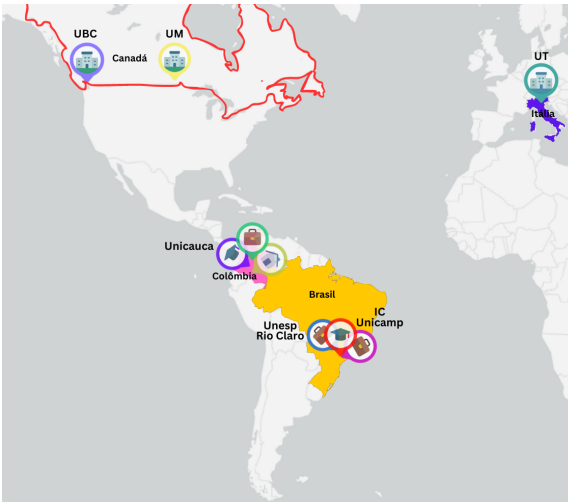 UBC
UM
Canadá
UT
Itália
Unicauca
Colômbia
Brasil
IC
Unicamp
Unesp
Rio Claro